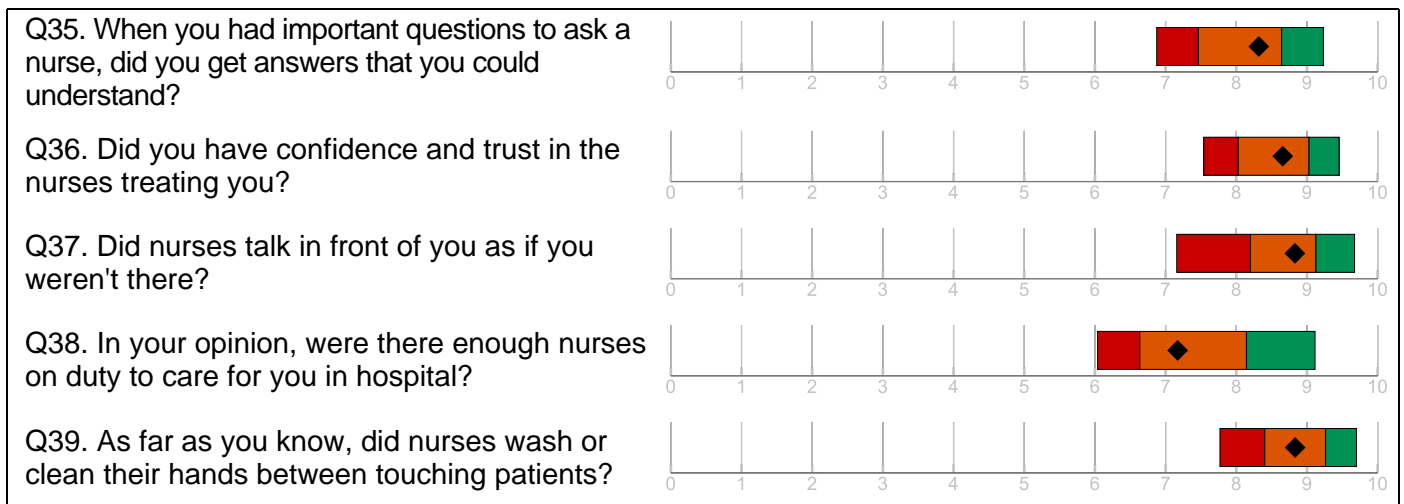 Q35. When you had important questions to ask a
nurse, did you get answers that you could
understand?
0 1 2 3 4 5 6 7 8 9 10
Q36. Did you have confidence and trust in the
nurses treating you?
0 1 2 3 4 5 6 7 8 9 10
Q37. Did nurses talk in front of you as if you
weren't there?
0 1 2 3 4 5 6 7 8 9 10
Q38. In your opinion, were there enough nurses
on duty to care for you in hospital?
0 1 2 3 4 5 6 7 8 9 10
Q39. As far as you know, did nurses wash or
clean their hands between touching patients?
0 1 2 3 4 5 6 7 8 9 10